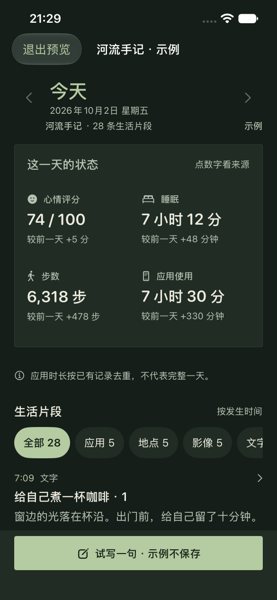 21:29
退出预览
河流手记 · 示例
今天
2026 年 10 月 2 日 星期五
河流手记 · 28 条生活片段
示例
这一天的状态
点数字看来源
心情评分
睡眠
74 / 100
7 小时 12 分
较前一天 +5 分
较前一天 +48 分钟
步数
应用使用
6,318 步
7 小时 30 分
较前一天 +478 步
较前一天 +330 分钟
应用时长按已有记录去重，不代表完整一天。
生活片段
按发生时间
全部 28
应用 5
地点 5
影像 5
文字
7:09 文字
给自己煮一杯咖啡 · 1
窗边的光落在杯沿。出门前，给自己留了十分钟。
试写一句 · 示例不保存